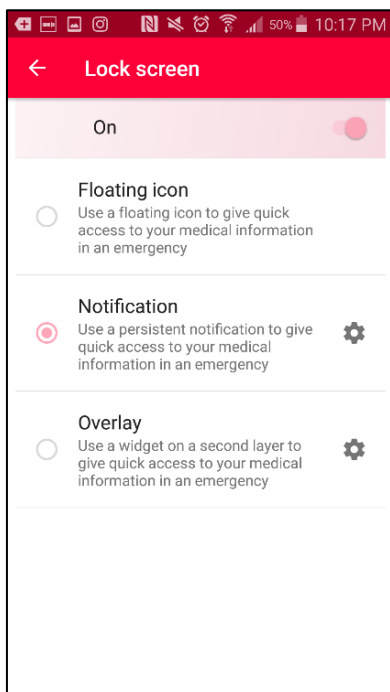 50% 10:17 PM
Lock screen
On
Floating icon
Use a floating icon to give quick
access to your medical information
in an emergency
Notification
Use a persistent notification to give
quick access to your medical
information in an emergency
Overlay
Use a widget on a second layer to
give quick access to your medical
information in an emergency